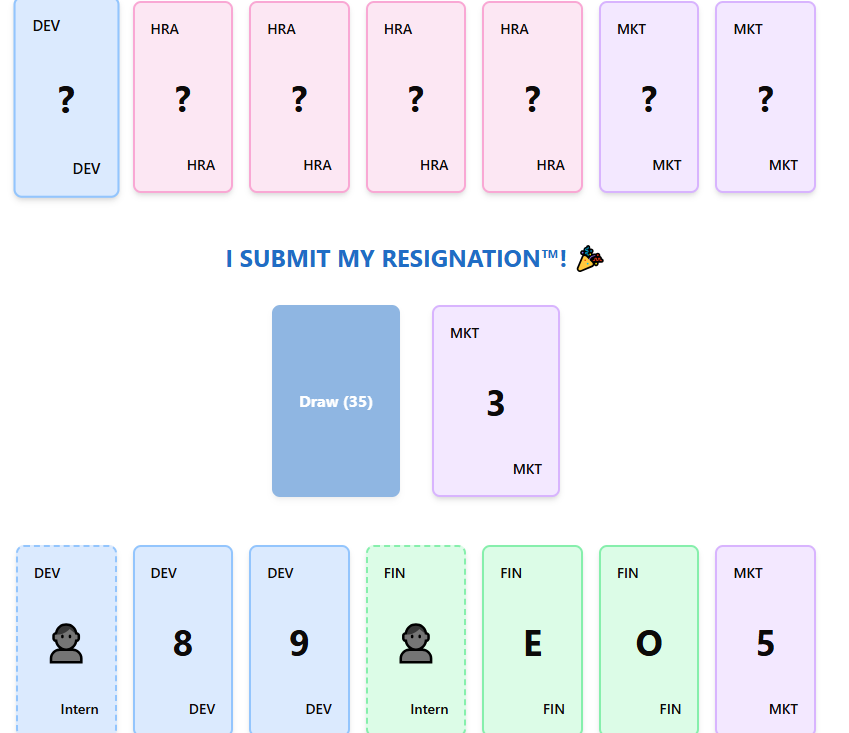 DEV HRA HRA HRA HRA MKT MKT
? ? ? ? ? ? ?
DEV HRA HRA HRA HRA MKT MKT
I SUBMIT MY RESIGNATION™! 🎉
MKT
Draw (35) 3
MKT
DEV DEV DEV FIN FIN FIN MKT
8 9 E O 5
Intern DEV DEV Intern FIN FIN MKT